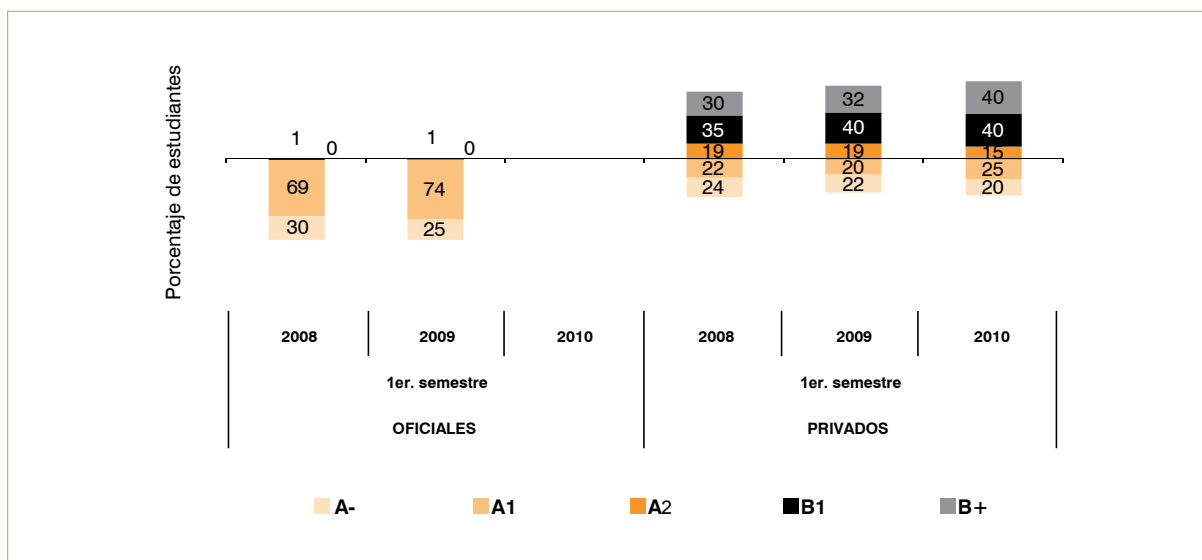 Porcentaje de estudiantes
1 0 1 0
69 74
30 25
30 32 40
35 40 40
19 19 15
22 20 25
24 22 20
2008 2009 2010 2008 2009 2010
1er. semestre 1er. semestre
OFICIALES PRIVADOS
A- A1 A2 B1 B+